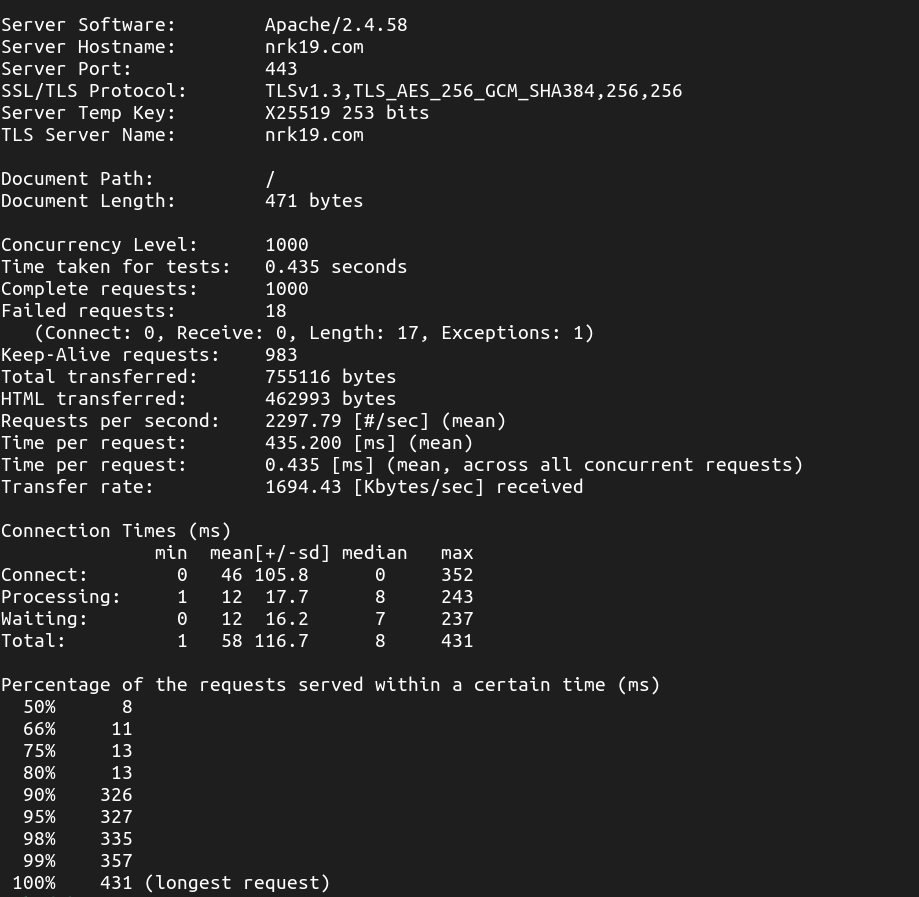 Server Software:        Apache/2.4.58
Server Hostname:        nrk19.com
Server Port:            443
SSL/TLS Protocol:       TLSv1.3,TLS_AES_256_GCM_SHA384,256,256
Server Temp Key:        X25519 253 bits
TLS Server Name:        nrk19.com

Document Path:          /
Document Length:        471 bytes

Concurrency Level:      1000
Time taken for tests:   0.435 seconds
Complete requests:      1000
Failed requests:        18
   (Connect: 0, Receive: 0, Length: 17, Exceptions: 1)
Keep-Alive requests:    983
Total transferred:      755116 bytes
HTML transferred:       462993 bytes
Requests per second:    2297.79 [#/sec] (mean)
Time per request:       435.200 [ms] (mean)
Time per request:       0.435 [ms] (mean, across all concurrent requests)
Transfer rate:          1694.43 [Kbytes/sec] received

Connection Times (ms)
              min  mean[+/-sd] median   max
Connect:        0   46 105.8      0     352
Processing:     1   12  17.7      8     243
Waiting:        0   12  16.2      7     237
Total:          1   58 116.7      8     431

Percentage of the requests served within a certain time (ms)
  50%      8
  66%     11
  75%     13
  80%     13
  90%    326
  95%    327
  98%    335
  99%    357
 100%    431 (longest request)